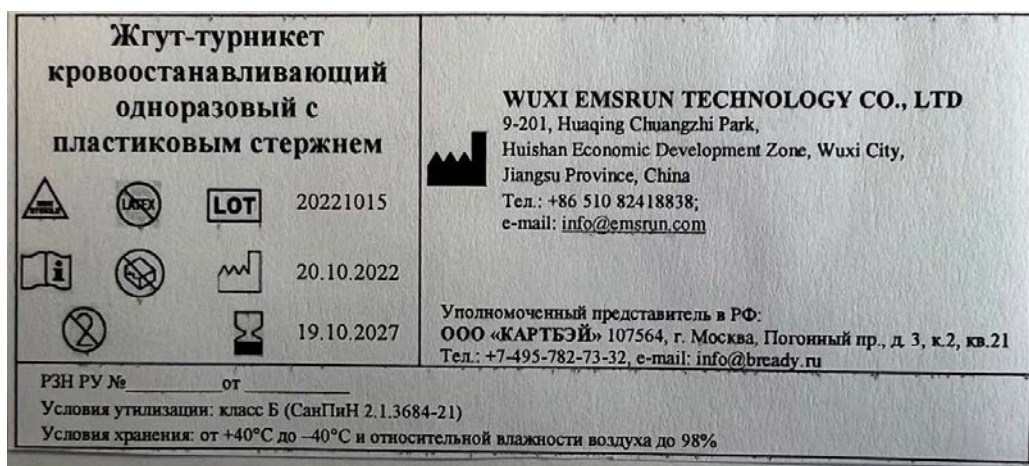 Жгут-турникет
кровоостанавливающий
одноразовый с
пластиковым стержнем
LATEX
LOT 20221015
20.10.2022
2
19.10.2027
WUXI EMSRUN TECHNOLOGY CO., LTD
9-201, Huaqing Chuangzhi Park,
Huishan Economic Development Zone, Wuxi City,
Jiangsu Province, China
Тел.: +86 510 82418838;
e-mail: info@emsrun.com
Уполномоченный представитель в РФ:
ООО «КАРТБЭЙ» 107564, г. Москва, Погонный пр., д. 3, к.2, кв.21
Тел.: +7-495-782-73-32, e-mail: info@bready.ru
РЗН РУ №________ от ________
Условия утилизации: класс Б (СанПиН 2.1.3684-21)
Условия хранения: от +40°С до –40°С и относительной влажности воздуха до 98%